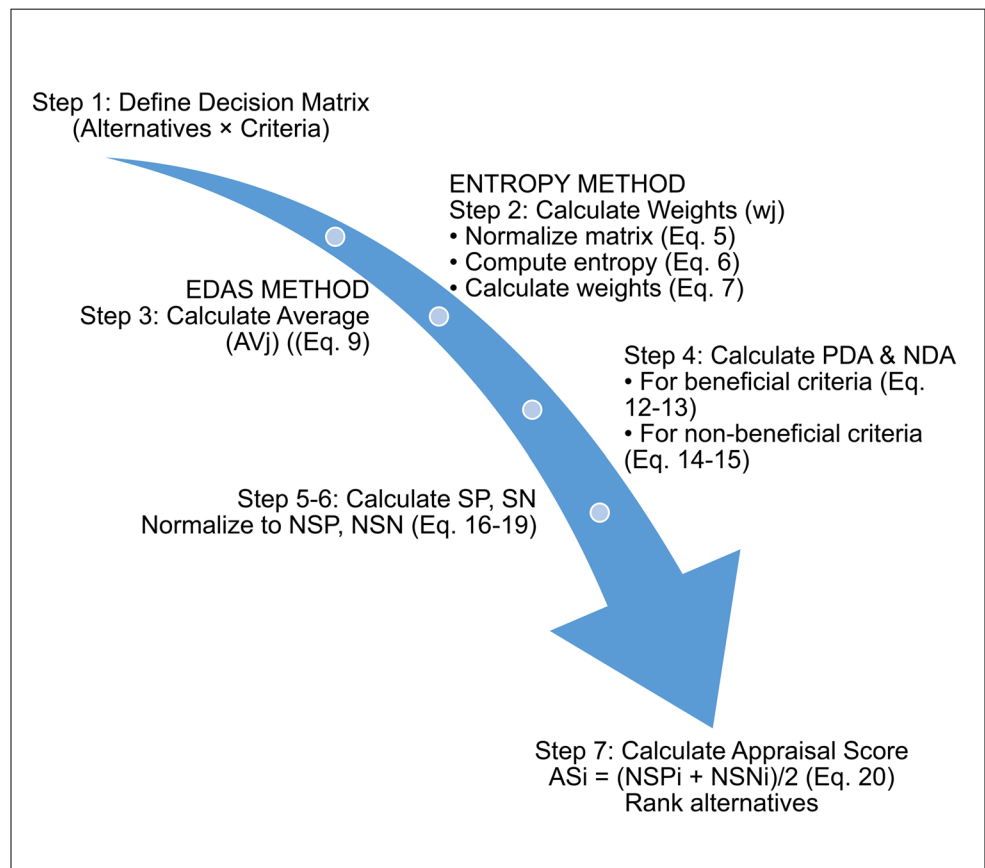 Step 1: Define Decision Matrix
(Alternatives × Criteria)
ENTROPY METHOD
Step 2: Calculate Weights (wj)
• Normalize matrix (Eq. 5)
• Compute entropy (Eq. 6)
• Calculate weights (Eq. 7)
EDAS METHOD
Step 3: Calculate Average
(AVj) ((Eq. 9)
Step 4: Calculate PDA & NDA
• For beneficial criteria (Eq.
12-13)
• For non-beneficial criteria
(Eq. 14-15)
Step 5-6: Calculate SP, SN
Normalize to NSP, NSN (Eq. 16-19)
Step 7: Calculate Appraisal Score
ASi = (NSPi + NSNi)/2 (Eq. 20)
Rank alternatives